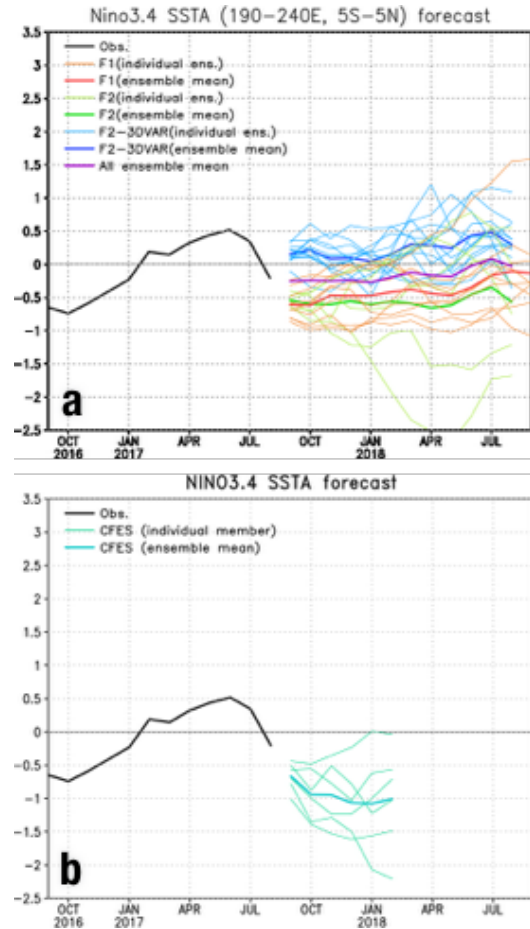 Nino3.4 SSTA (190-240E, 5S-5N) forecast
3.5
3
2.5
2
1.5
1
0.5
0
-0.5
-1
-1.5
-2
-2.5
Obs.
F1(individual ens.)
F1(ensemble mean)
F2(individual ens.)
F2(ensemble mean)
F2-3DVAR(individual ens.)
F2-3DVAR(ensemble mean)
All ensemble mean
a
OCT JAN APR JUL OCT JAN APR JUL
2016 2017 2018
NINO3.4 SSTA forecast
3.5
3
2.5
2
1.5
1
0.5
0
-0.5
-1
-1.5
-2
-2.5
Obs.
CFES (individual member)
CFES (ensemble mean)
b
OCT JAN APR JUL OCT JAN APR JUL
2016 2017 2018